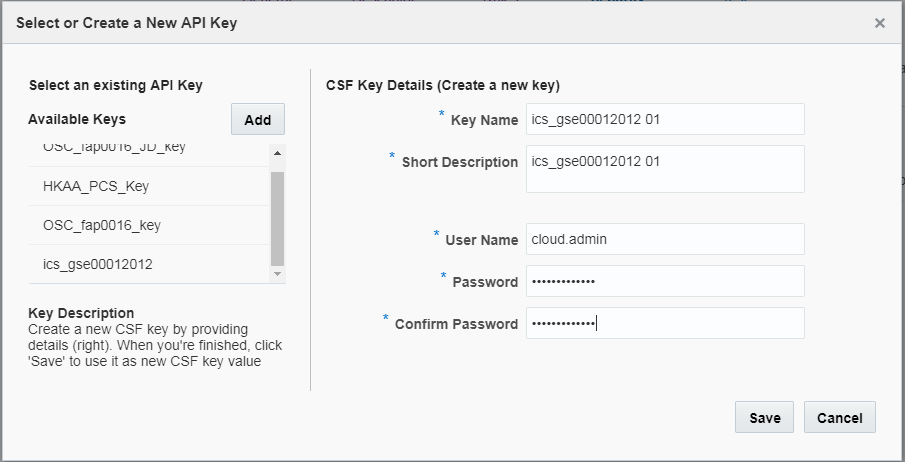 Select or Create a New API Key
×
Select an existing API Key
Available Keys
Add
OSC_fap0016_JD_key
HKAA_PCS_Key
OSC_fap0016_key
ics_gse00012012
Key Description
Create a new CSF key by providing
details (right). When you're finished, click
'Save' to use it as new CSF key value
CSF Key Details (Create a new key)
* Key Name ics_gse00012012 01
* Short Description ics_gse00012012 01
* User Name cloud.admin
* Password •••••••••••••
* Confirm Password •••••••••••••
Save
Cancel